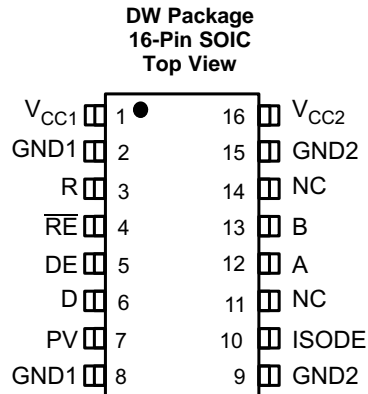 DW Package
16-Pin SOIC
Top View
VCC1 1 16 VCC2
GND1 2 15 GND2
R 3 14 NC
RE 4 13 B
DE 5 12 A
D 6 11 NC
PV 7 10 ISODE
GND1 8 9 GND2